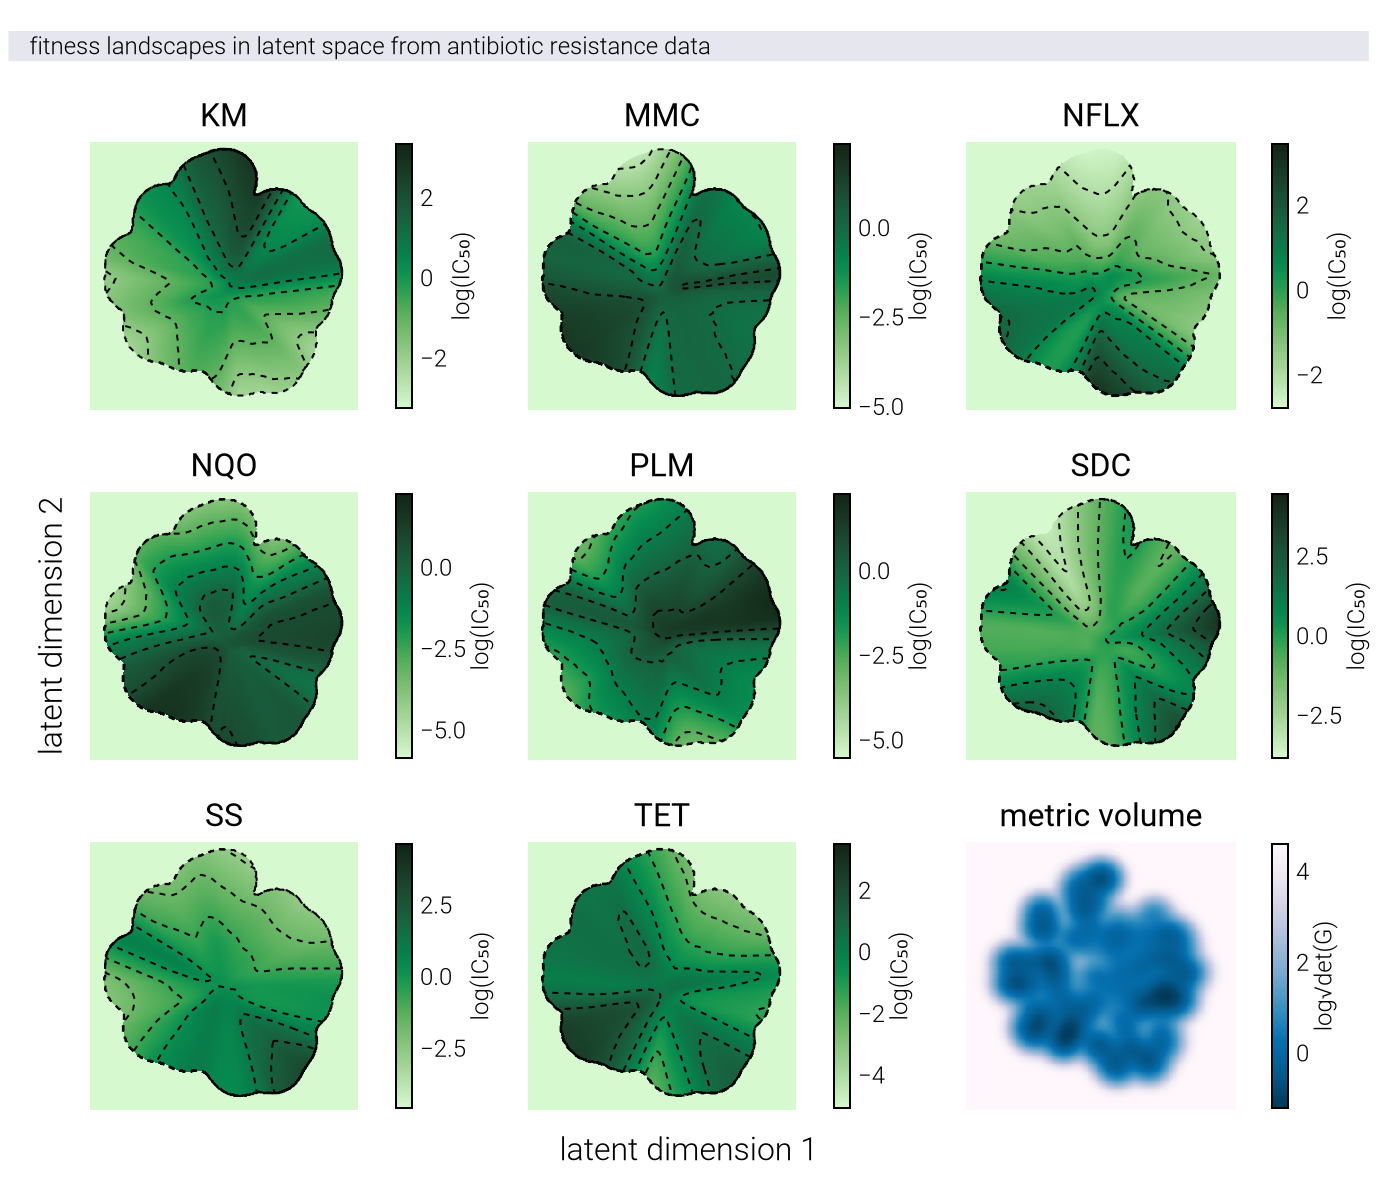 fitness landscapes in latent space from antibiotic resistance data
KM
MMC
NFLX
2
0
−2
log(IC₅₀)
0.0
−2.5
−5.0
log(IC₅₀)
2
0
−2
log(IC₅₀)
NQO
PLM
SDC
latent dimension 2
0.0
−2.5
−5.0
log(IC₅₀)
0.0
−2.5
−5.0
log(IC₅₀)
2.5
0.0
−2.5
log(IC₅₀)
SS
TET
metric volume
2.5
0.0
−2.5
log(IC₅₀)
2
0
−2
−4
log(IC₅₀)
4
2
0
log√det(G)
latent dimension 1